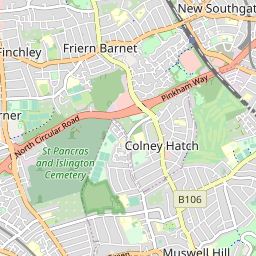 New Southgat
Friern Barnet
Finchley
Pinkham Way
rner
North Circular Road
Colney Hatch
St Pancras
and Islington
Cemetery
B106
Muswell Hill